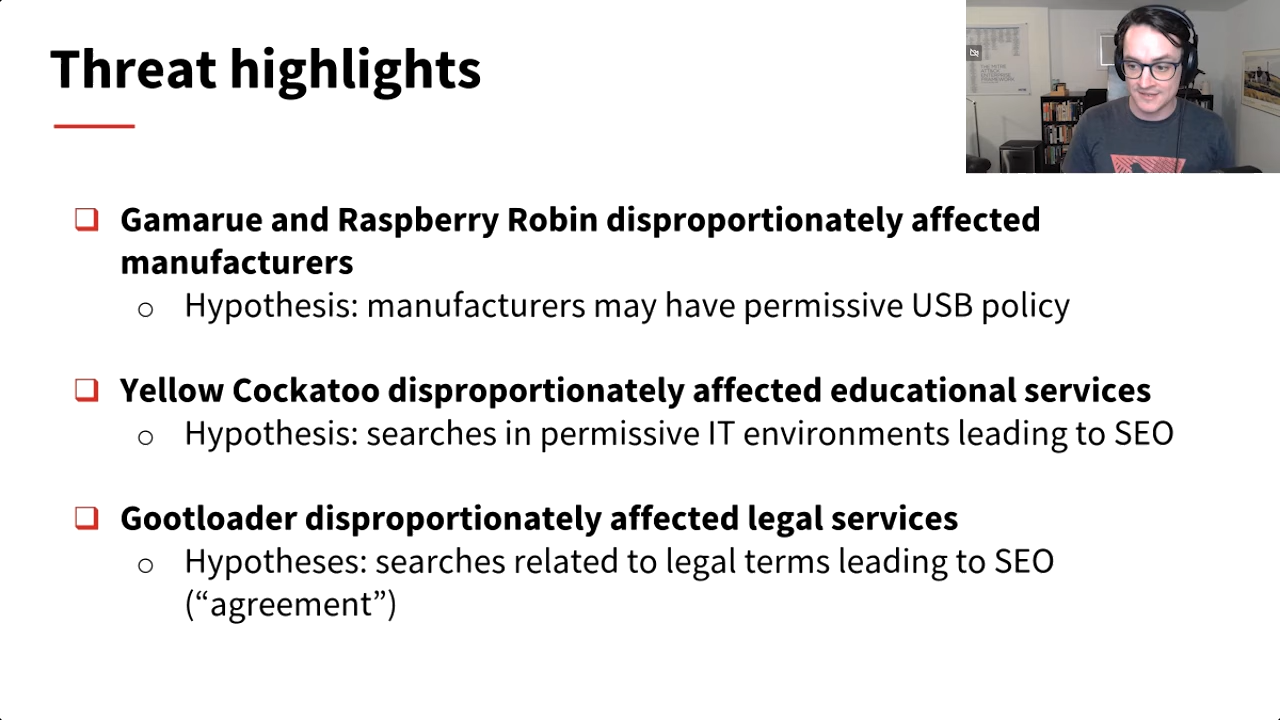 Threat highlights
❑ Gamarue and Raspberry Robin disproportionately affected
manufacturers
○ Hypothesis: manufacturers may have permissive USB policy
❑ Yellow Cockatoo disproportionately affected educational services
○ Hypothesis: searches in permissive IT environments leading to SEO
❑ Gootloader disproportionately affected legal services
○ Hypotheses: searches related to legal terms leading to SEO
(“agreement”)